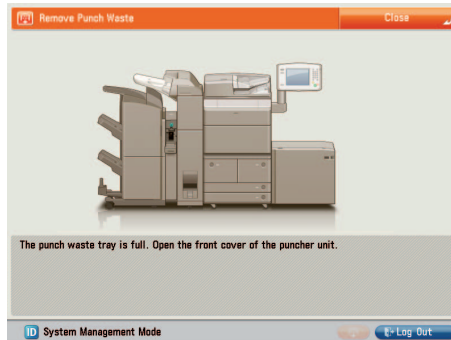 Remove Punch Waste
Close
The punch waste tray is full. Open the front cover of the puncher unit.
ID System Management Mode
Log Out